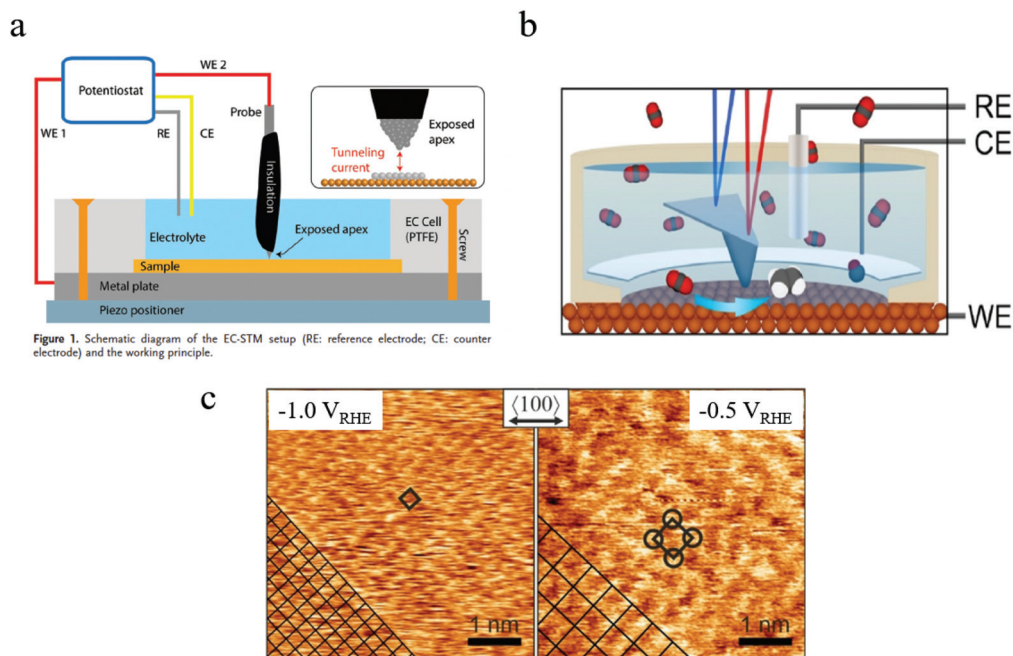 a
WE 2
Potentiostat
Probe
WE 1
RE
CE
Insulation
Tunneling
current
Exposed
apex
Electrolyte
Exposed apex
EC Cell
(PTFE)
Screw
Sample
Metal plate
Piezo positioner
Figure 1. Schematic diagram of the EC-STM setup (RE: reference electrode; CE: counter
electrode) and the working principle.
b
RE
CE
WE
c
-1.0 VRHE
⟨100⟩
-0.5 VRHE
1 nm
1 nm